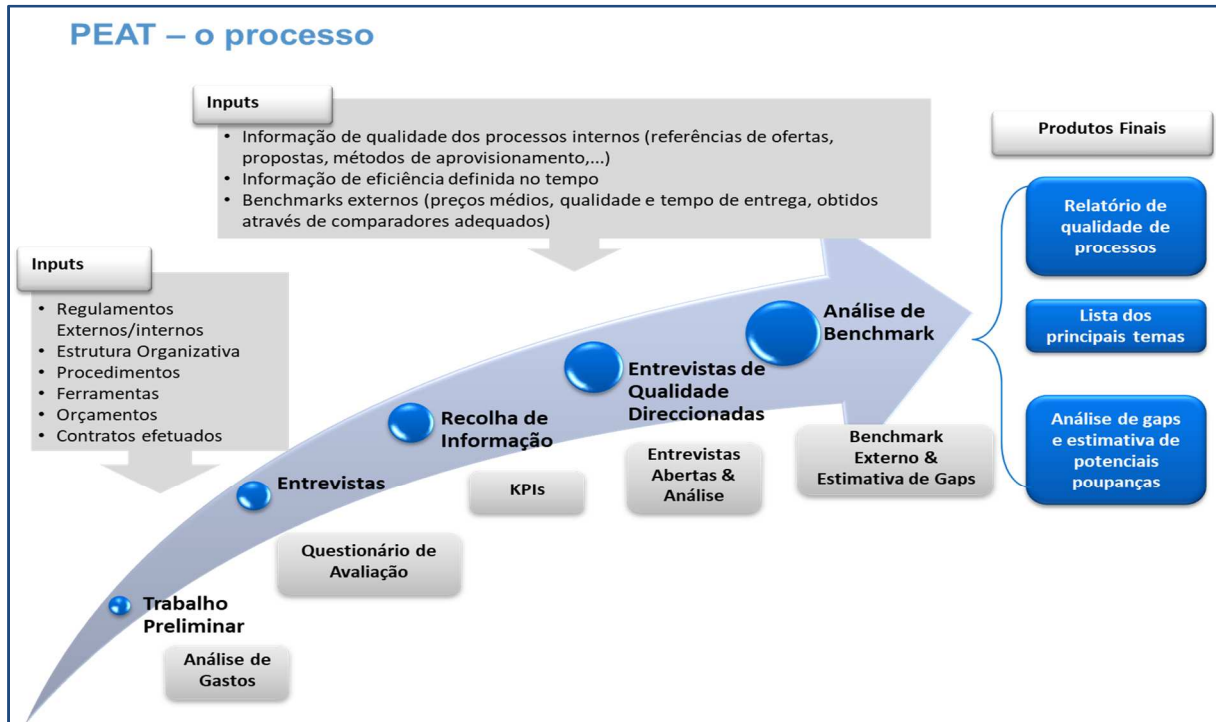 PEAT – o processo
Inputs
• Informação de qualidade dos processos internos (referências de ofertas,
propostas, métodos de aprovisionamento,...)
• Informação de eficiência definida no tempo
• Benchmarks externos (preços médios, qualidade e tempo de entrega, obtidos
através de comparadores adequados)
Inputs
• Regulamentos
Externos/internos
• Estrutura Organizativa
• Procedimentos
• Ferramentas
• Orçamentos
• Contratos efetuados
Trabalho
Preliminar
Análise de
Gastos
Entrevistas
Questionário de
Avaliação
Recolha de
Informação
KPIs
Entrevistas de
Qualidade
Direccionadas
Entrevistas
Abertas &
Análise
Análise de
Benchmark
Benchmark
Externo &
Estimativa de Gaps
Produtos Finais
Relatório de
qualidade de
processos
Lista dos
principais temas
Análise de gaps
e estimativa de
potenciais
poupanças